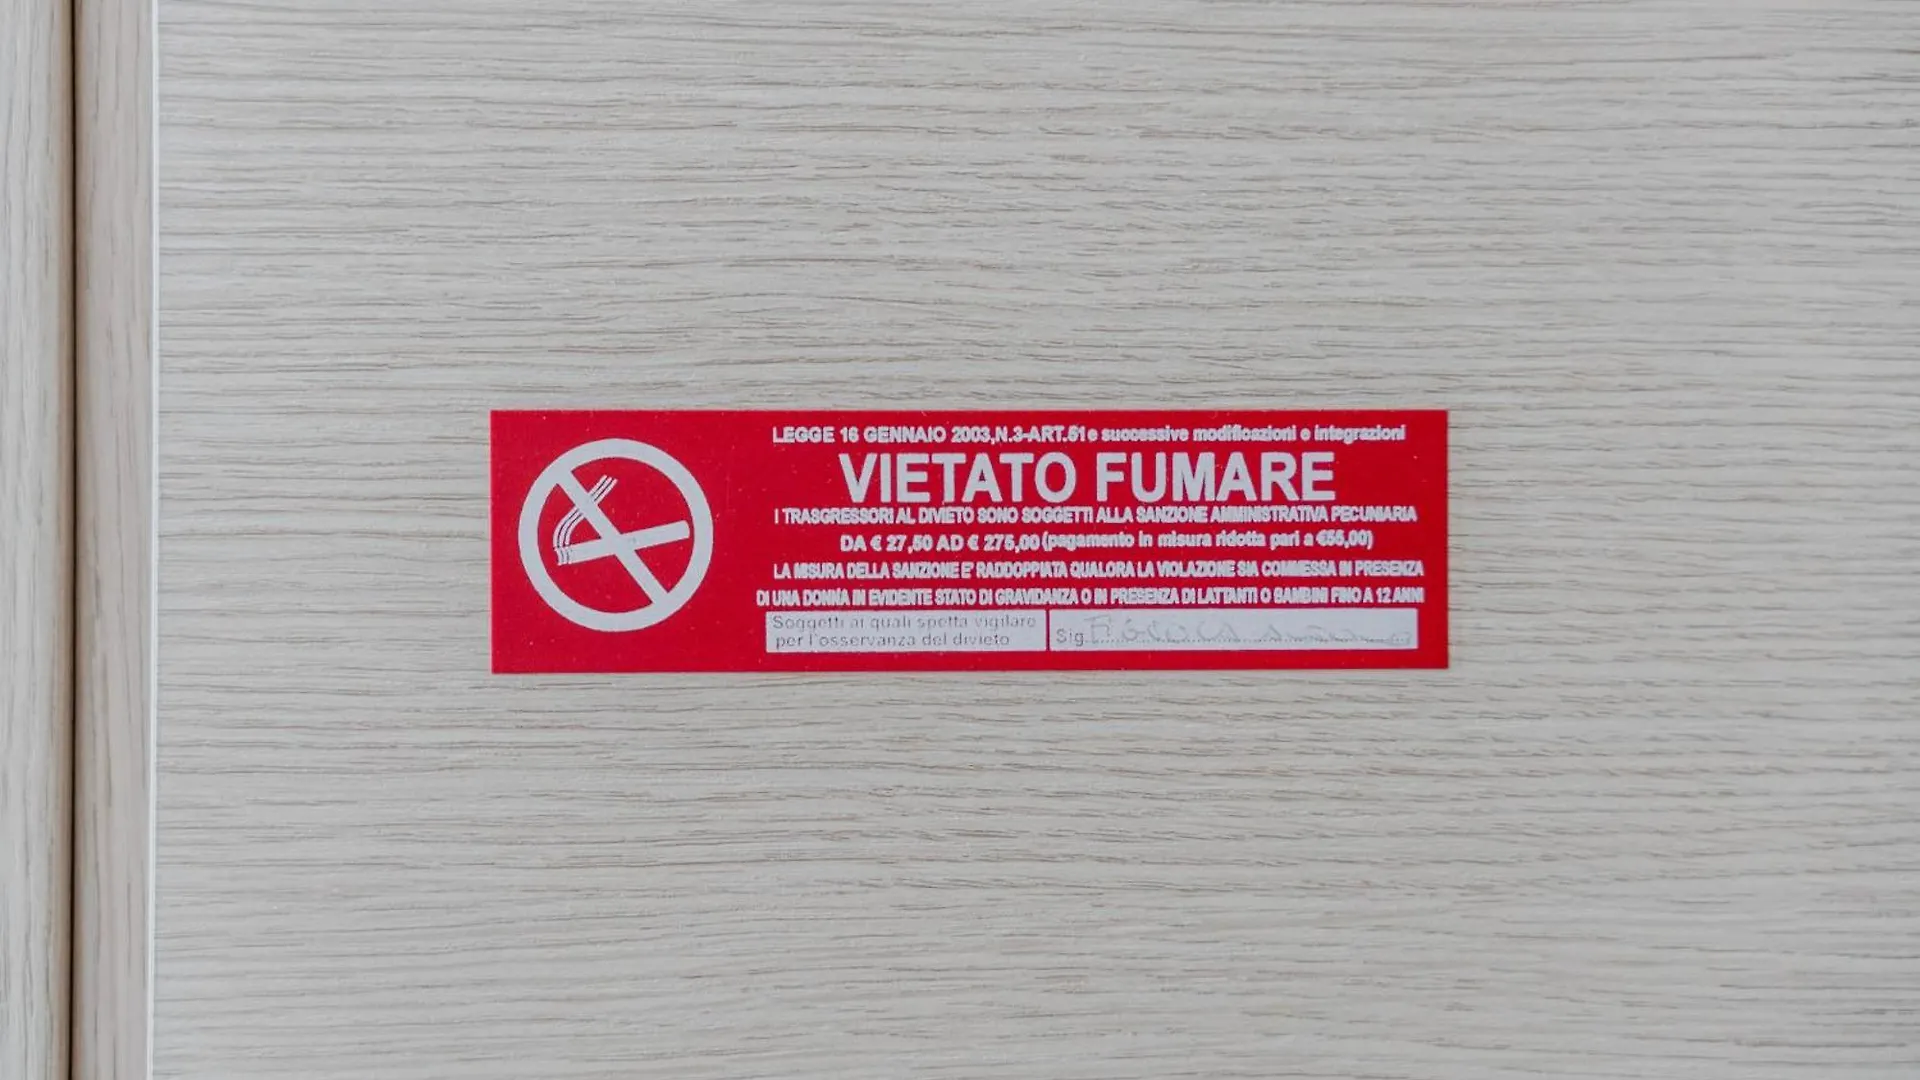 LEGGE 16 GENNAIO 2003,N.3-ART.51 e successive modificazioni e integrazioni
VIETATO FUMARE
I TRASGRESSORI AL DIVIETO SONO SOGGETTI ALLA SANZIONE AMMINISTRATIVA PECUNIARIA
DA € 27,50 AD € 275,00 (pagamento in misura ridotta pari a €55,00)
LA MISURA DELLA SANZIONE E' RADDOPPIATA QUALORA LA VIOLAZIONE SIA COMMESSA IN PRESENZA
DI UNA DONNA IN EVIDENTE STATO DI GRAVIDANZA O IN PRESENZA DI LATTANTI O BAMBINI FINO A 12 ANNI
Soggetti ai quali spetta vigilare
per l'osservanza del divieto
Sig.